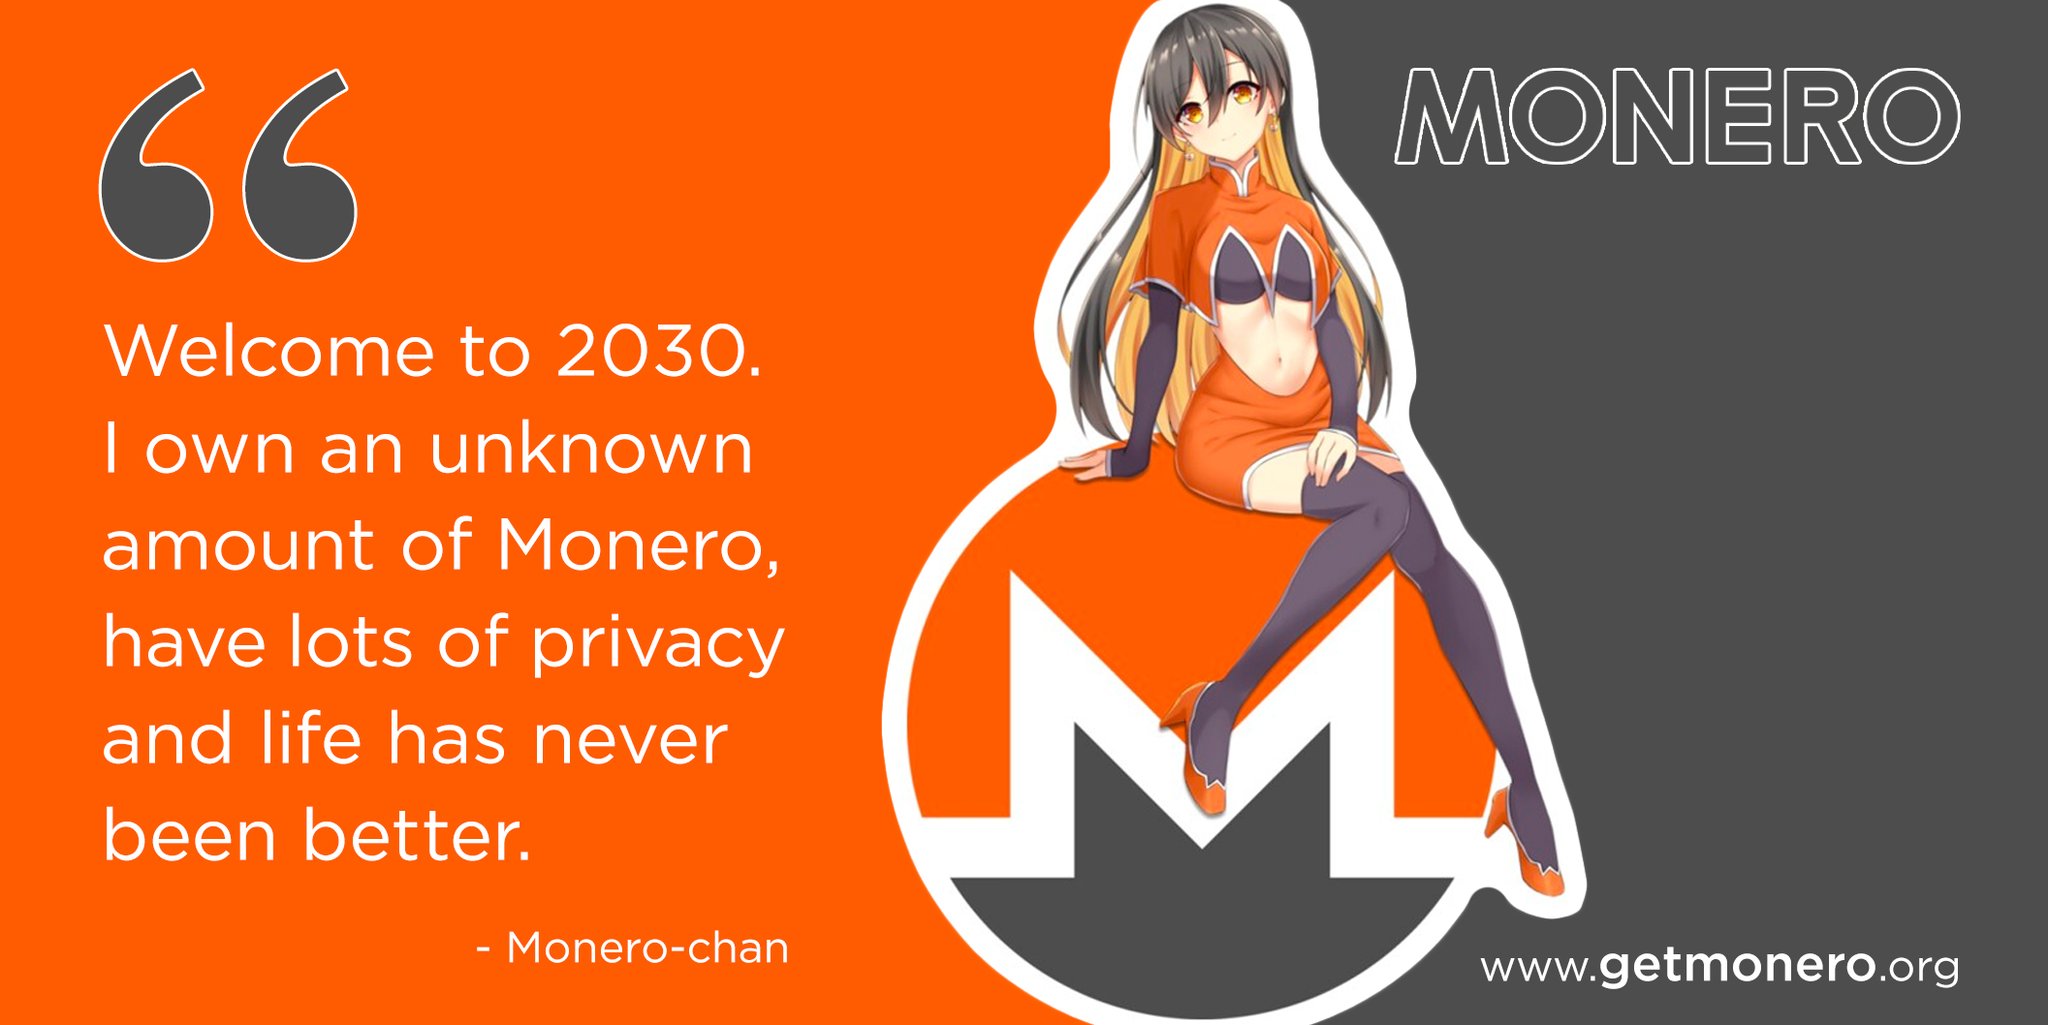 “
Welcome to 2030.
I own an unknown
amount of Monero,
have lots of privacy
and life has never
been better.
- Monero-chan
MONERO
www.getmonero.org